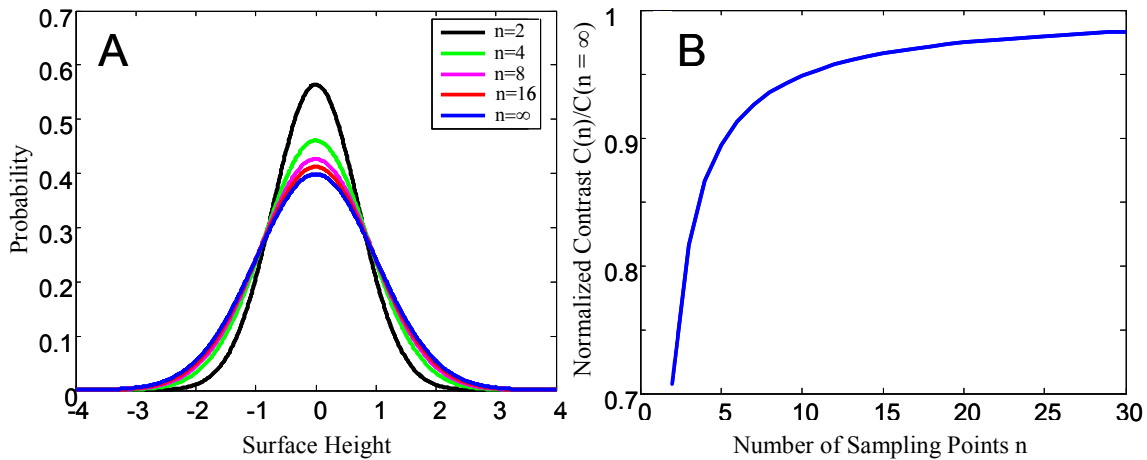 A
0.7
0.6
0.5
0.4
0.3
0.2
0.1
0
-4
-3
-2
-1
0
1
2
3
4
Probability
Surface Height
n=2
n=4
n=8
n=16
n=∞
B
1
0.9
0.8
0.7
0
5
10
15
20
25
30
Normalized Contrast C(n)/C(n = ∞)
Number of Sampling Points n